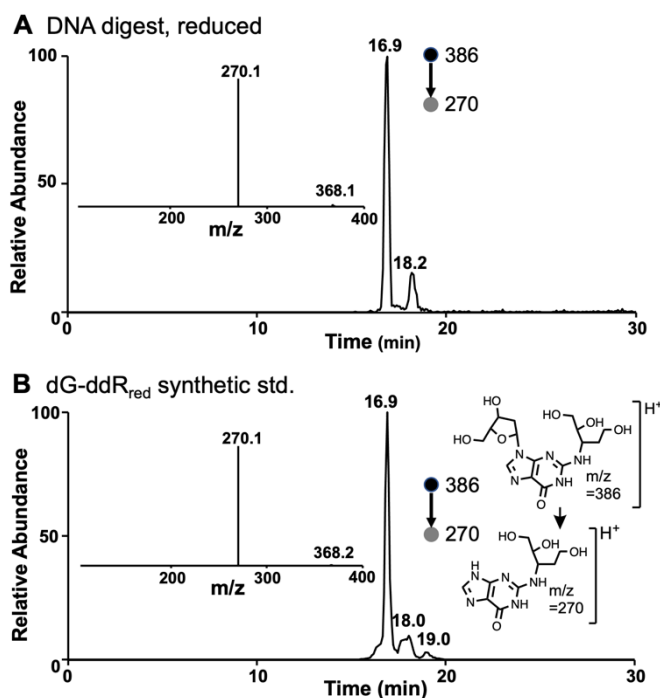 A DNA digest, reduced
Relative Abundance
100
50
0
0
10
20
30
Time (min)
16.9
18.2
386
270
270.1
368.1
200
300
400
m/z
B dG-ddRred synthetic std.
Relative Abundance
100
50
0
0
10
20
30
Time (min)
16.9
18.0
19.0
386
270
270.1
368.2
200
300
400
m/z
HO
HO
O
N
N
N
N
NH
O
HO
OH
OH
H+
m/z
=386
H
N
N
N
NH
O
N
H
HO
OH
OH
H+
m/z
=270